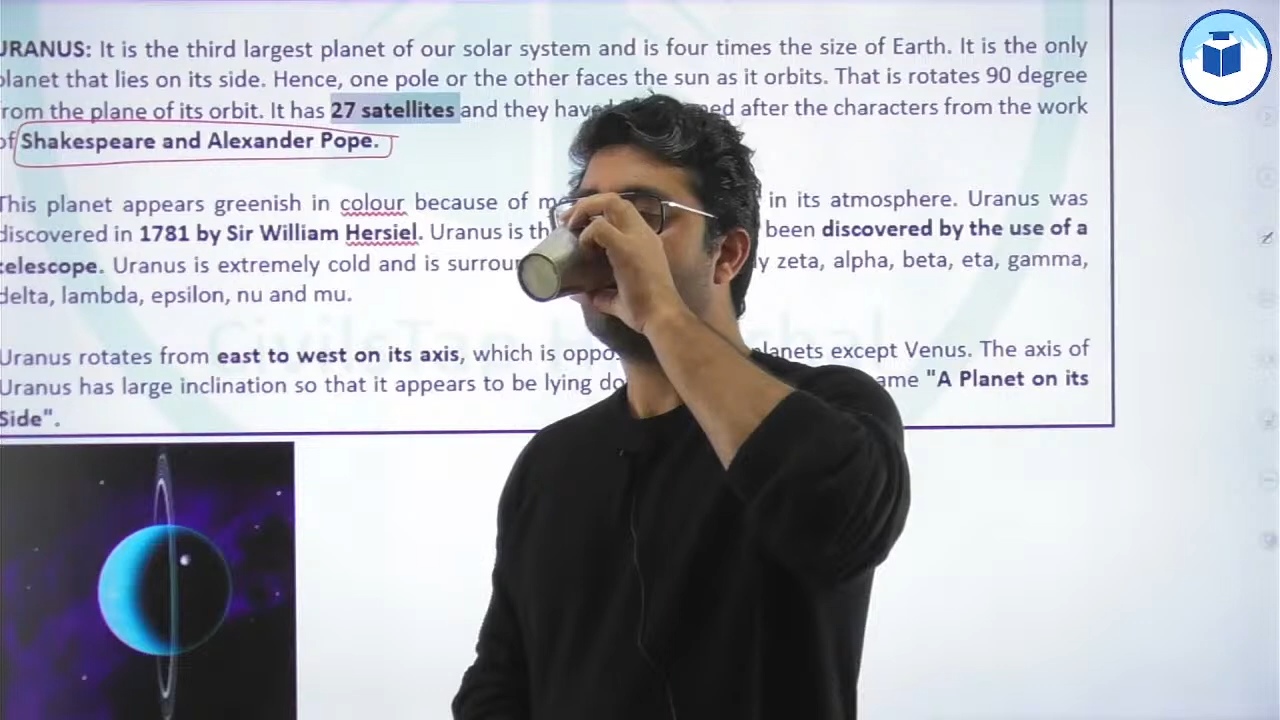 URANUS: It is the third largest planet of our solar system and is four times the size of Earth. It is the only
planet that lies on its side. Hence, one pole or the other faces the sun as it orbits. That is rotates 90 degree
from the plane of its orbit. It has 27 satellites and they have after the characters from the work
of Shakespeare and Alexander Pope.
This planet appears greenish in colour because of in its atmosphere. Uranus was
discovered in 1781 by Sir William Hersiel. Uranus is been discovered by the use of a
telescope. Uranus is extremely cold and is zeta, alpha, beta, eta, gamma,
delta, lambda, epsilon, nu and mu.
Uranus rotates from east to west on its axis, which is planets except Venus. The axis of
Uranus has large inclination so that it appears to be lying "A Planet on its
Side".